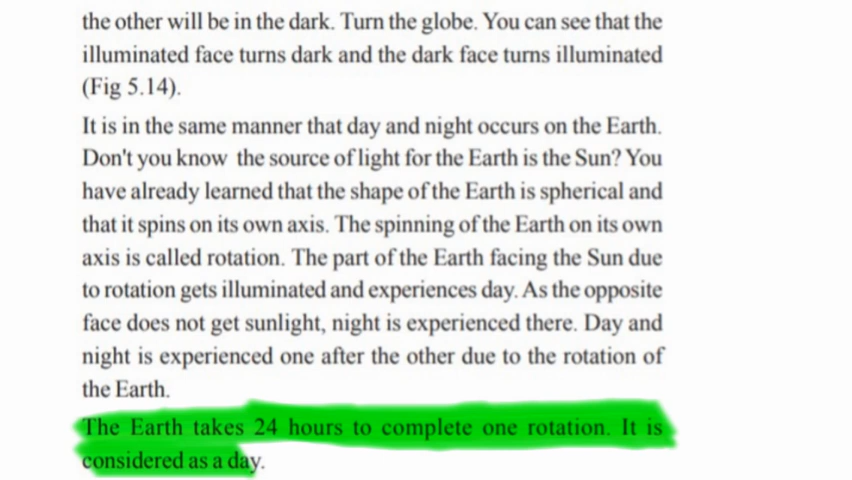 the other will be in the dark. Turn the globe. You can see that the
illuminated face turns dark and the dark face turns illuminated
(Fig 5.14).
It is in the same manner that day and night occurs on the Earth.
Don't you know the source of light for the Earth is the Sun? You
have already learned that the shape of the Earth is spherical and
that it spins on its own axis. The spinning of the Earth on its own
axis is called rotation. The part of the Earth facing the Sun due
to rotation gets illuminated and experiences day. As the opposite
face does not get sunlight, night is experienced there. Day and
night is experienced one after the other due to the rotation of
the Earth.
The Earth takes 24 hours to complete one rotation. It is
considered as a day.